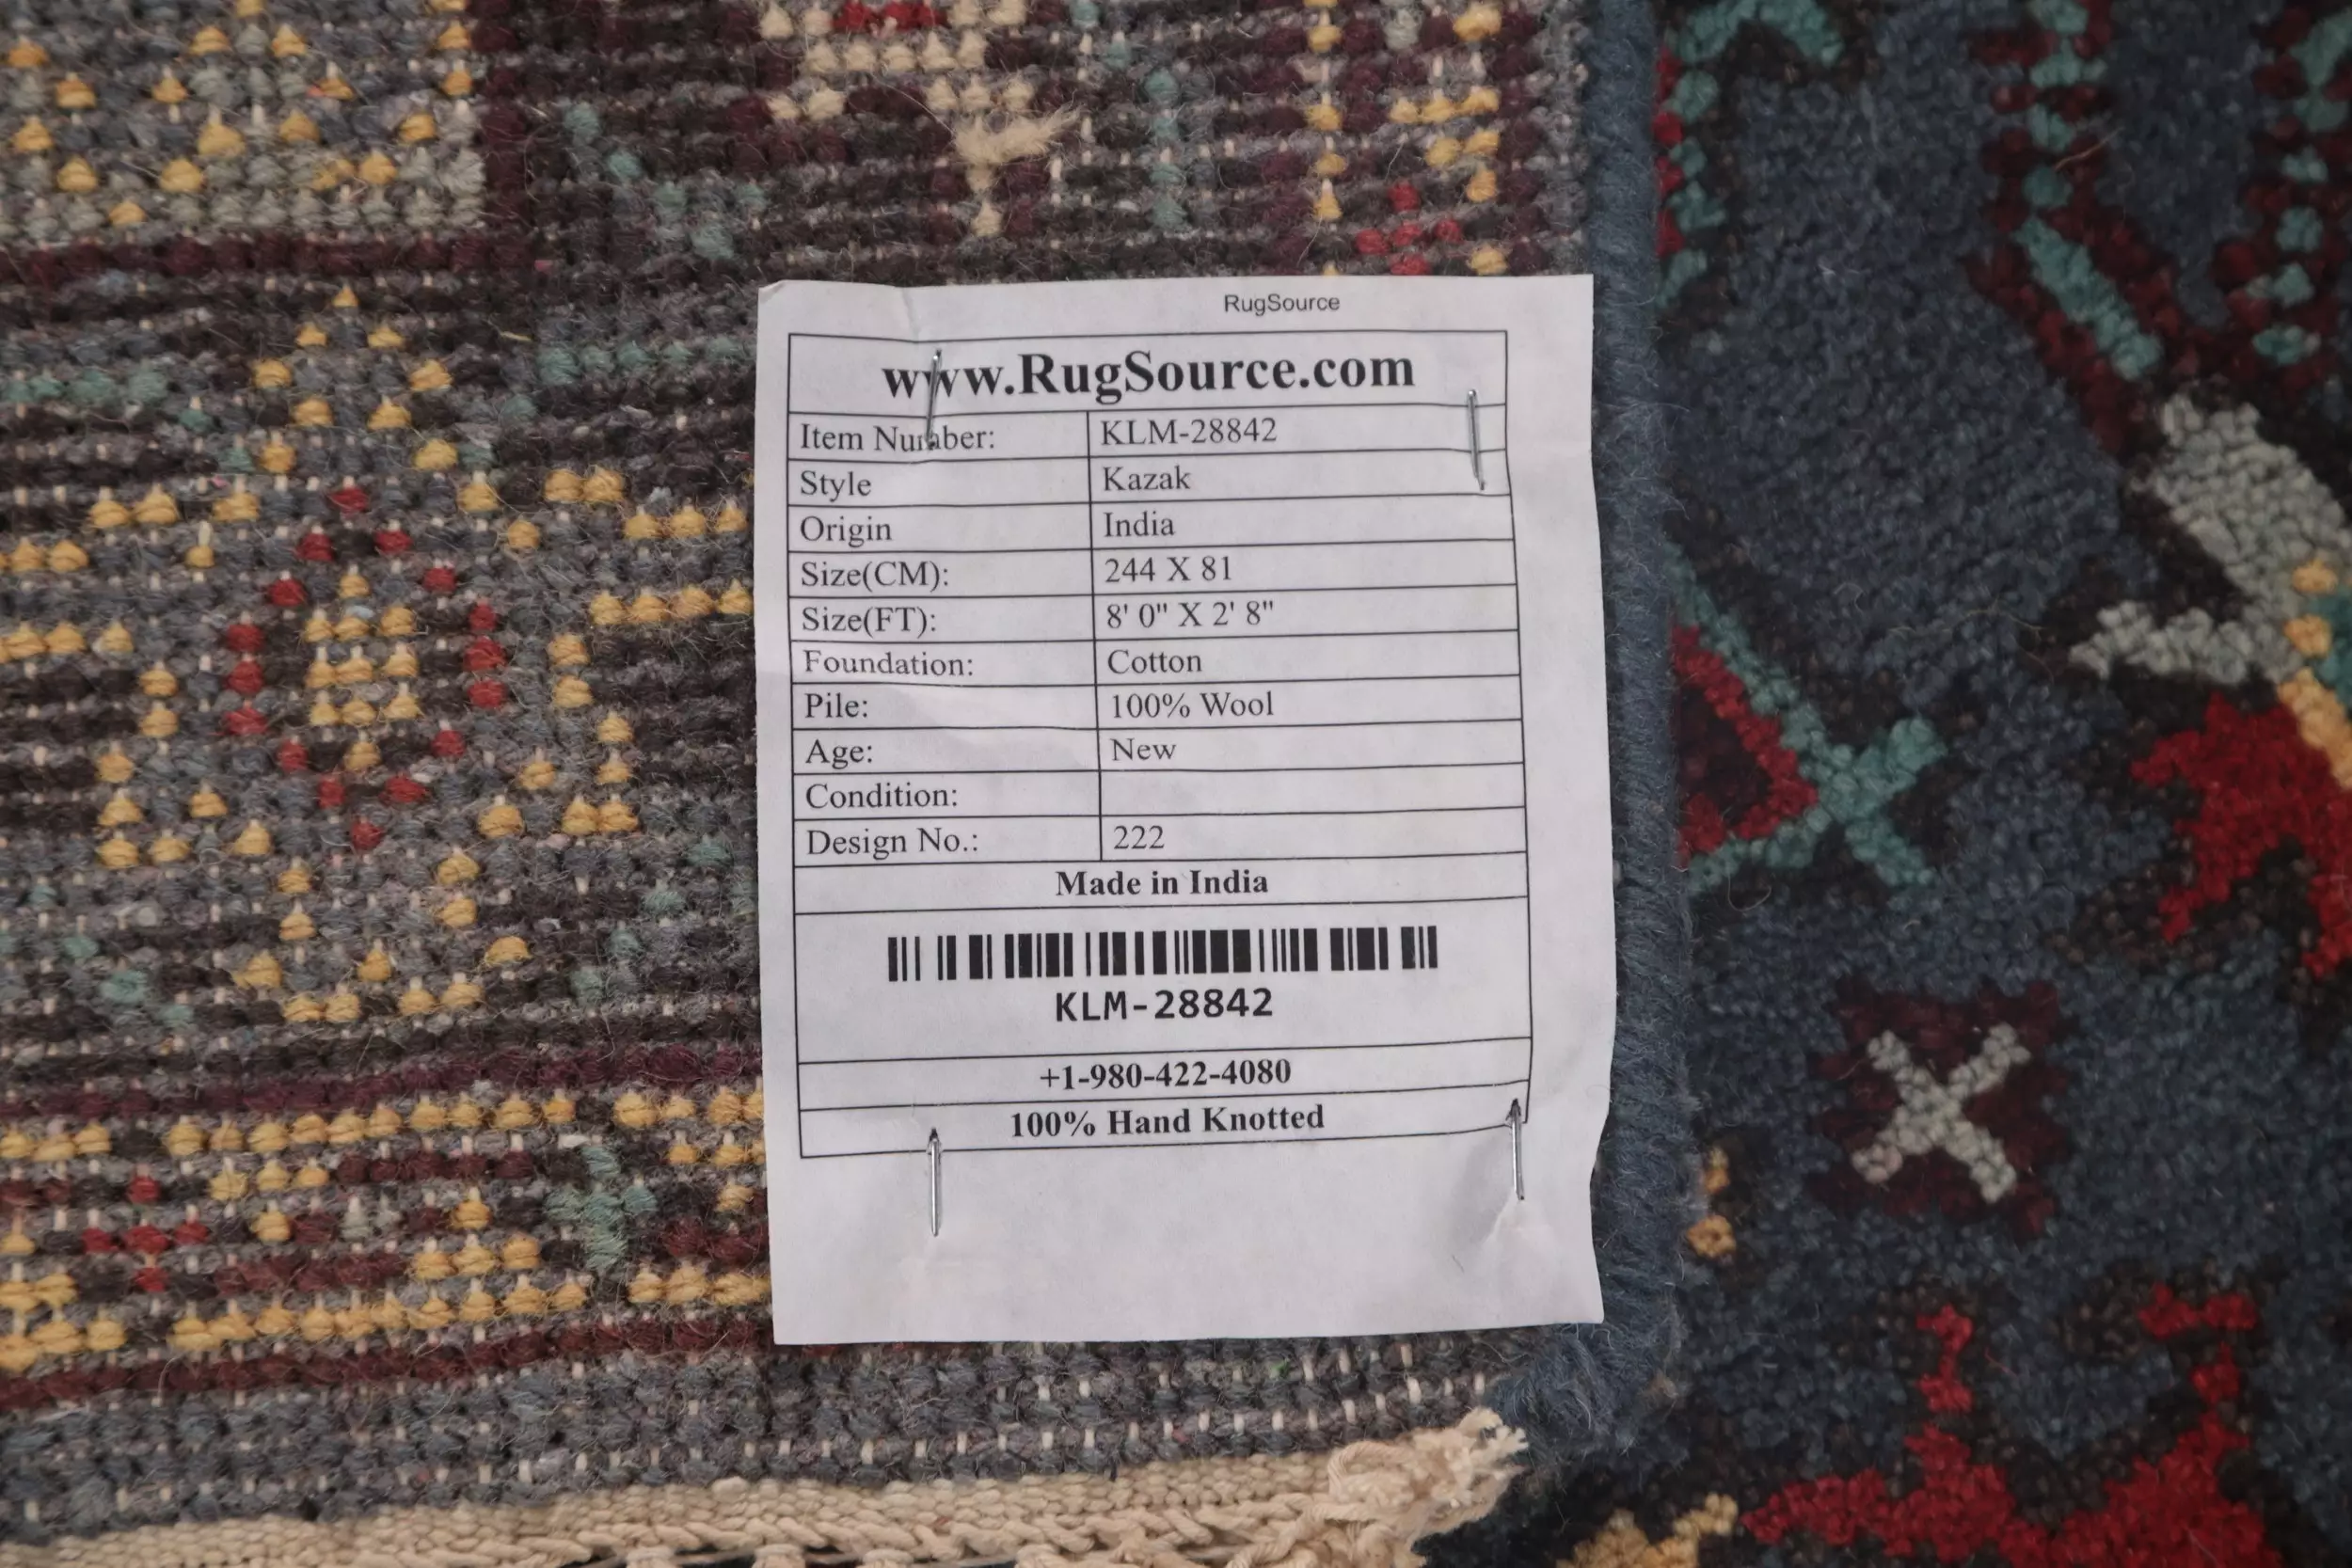 RugSource
www.RugSource.com
Item Number: KLM-28842
Style Kazak
Origin India
Size(CM): 244 X 81
Size(FT): 8' 0" X 2' 8"
Foundation: Cotton
Pile: 100% Wool
Age: New
Condition:
Design No.: 222
Made in India
KLM-28842
+1-980-422-4080
100% Hand Knotted